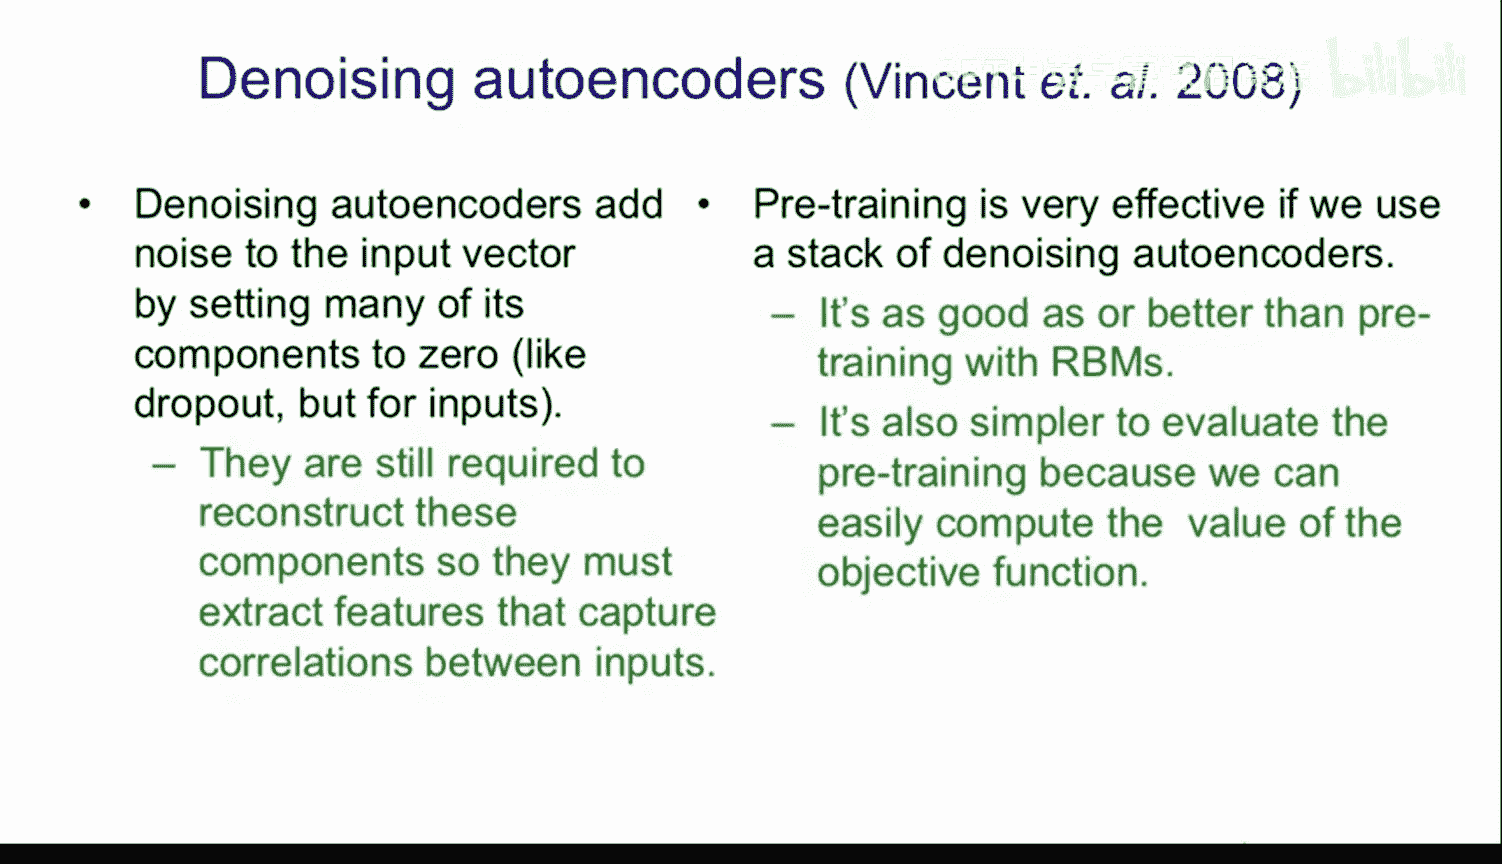 Denoising autoencoders (Vincent et. al. 2008)
bilibili
• Denoising autoencoders add
noise to the input vector
by setting many of its
components to zero (like
dropout, but for inputs).
– They are still required to
reconstruct these
components so they must
extract features that capture
correlations between inputs.
• Pre-training is very effective if we use
a stack of denoising autoencoders.
– It’s as good as or better than pre-
training with RBMs.
– It’s also simpler to evaluate the
pre-training because we can
easily compute the  value of the
objective function.